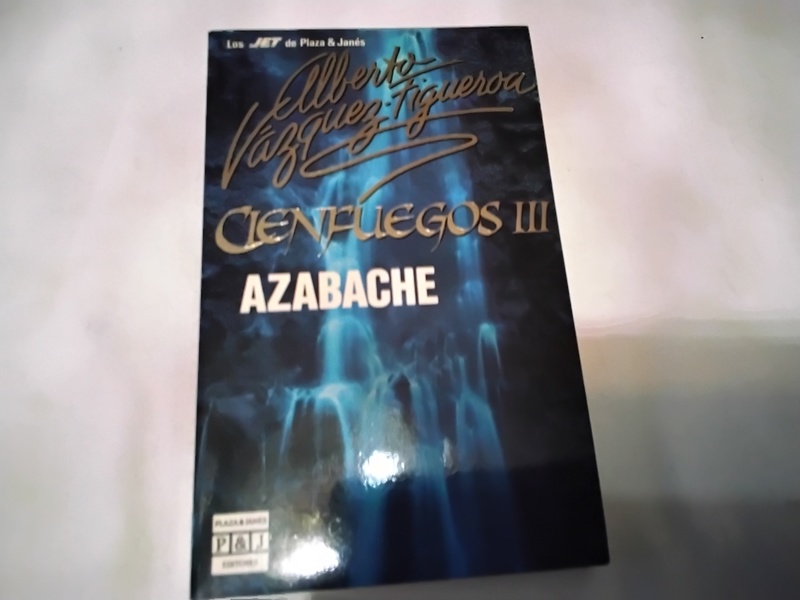 Los JET de Plaza & Janés
Alberto
Vázquez-Figueroa
CIENFUEGOS III
AZABACHE
PLAZA & JANES
P&J
EDITORES